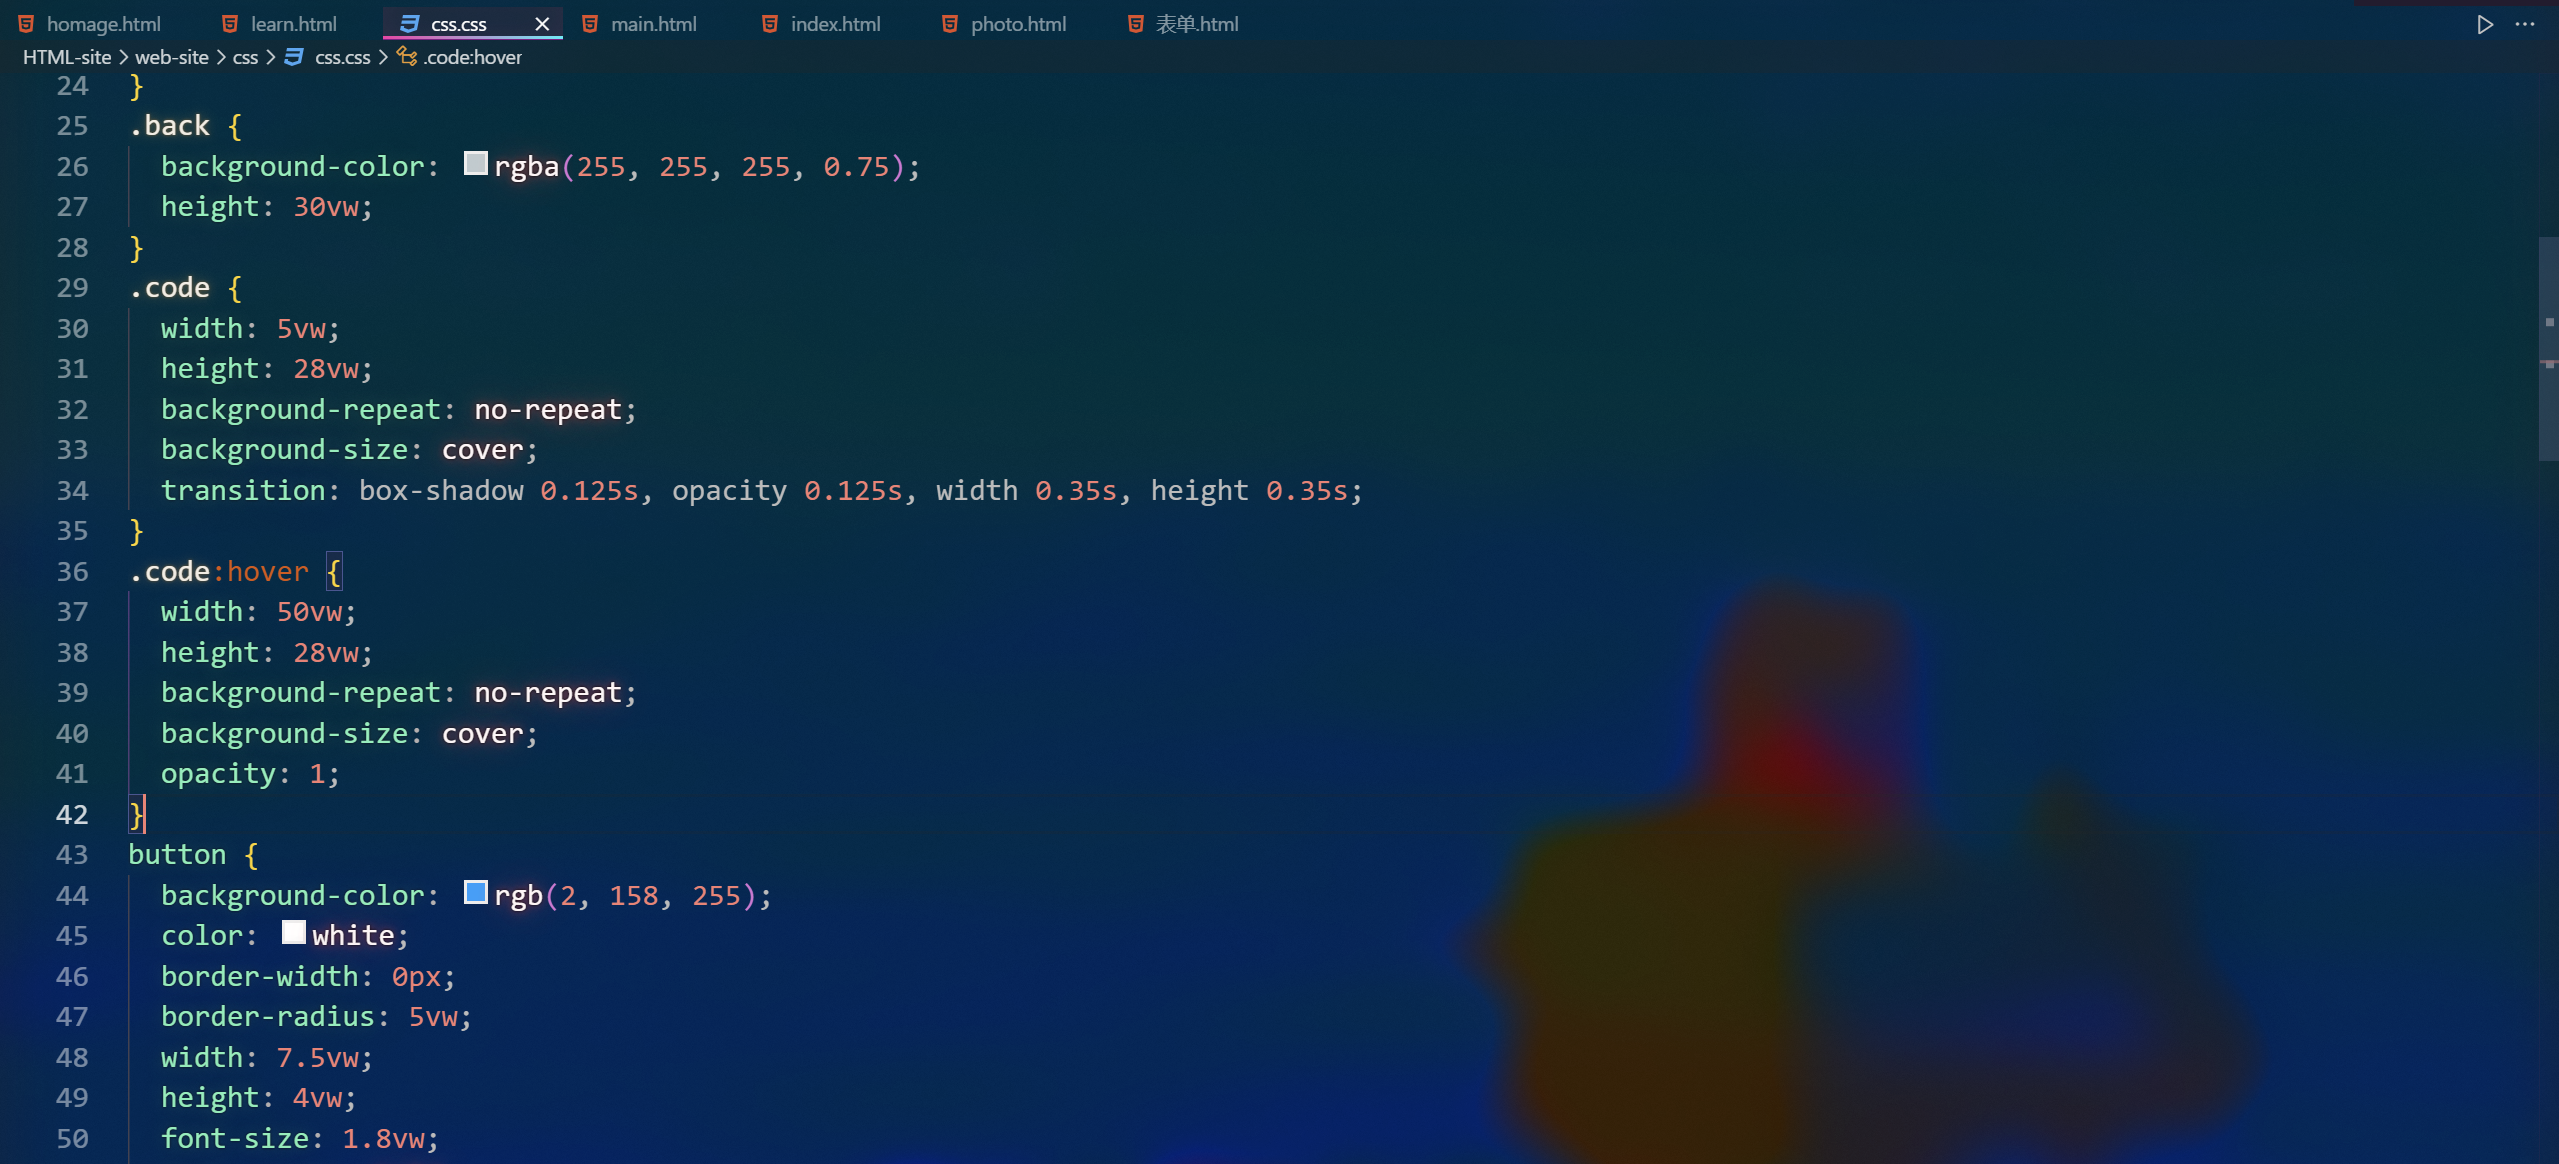 homage.html learn.html css.css main.html index.html photo.html 表单.html
HTML-site > web-site > css > css.css > .code:hover
24 }
25 .back {
26   background-color: rgba(255, 255, 255, 0.75);
27   height: 30vw;
28 }
29 .code {
30   width: 5vw;
31   height: 28vw;
32   background-repeat: no-repeat;
33   background-size: cover;
34   transition: box-shadow 0.125s, opacity 0.125s, width 0.35s, height 0.35s;
35 }
36 .code:hover {
37   width: 50vw;
38   height: 28vw;
39   background-repeat: no-repeat;
40   background-size: cover;
41   opacity: 1;
42 }
43 button {
44   background-color: rgb(2, 158, 255);
45   color: white;
46   border-width: 0px;
47   border-radius: 5vw;
48   width: 7.5vw;
49   height: 4vw;
50   font-size: 1.8vw;